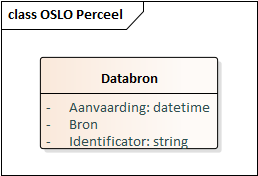 class OSLO Perceel
Databron
- Aanvaarding: datetime
- Bron
- Identificator: string